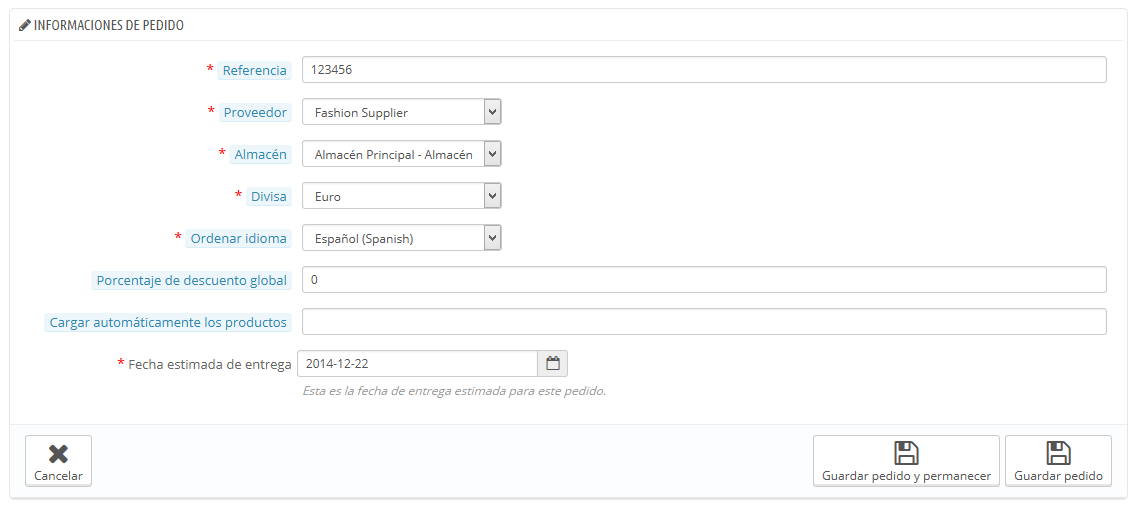 INFORMACIONES DE PEDIDO
* Referencia 123456
* Proveedor Fashion Supplier
* Almacén Almacén Principal - Almacén
* Divisa Euro
* Ordenar idioma Español (Spanish)
Porcentaje de descuento global 0
Cargar automáticamente los productos
* Fecha estimada de entrega 2014-12-22
Esta es la fecha de entrega estimada para este pedido.
Cancelar Guardar pedido y permanecer Guardar pedido